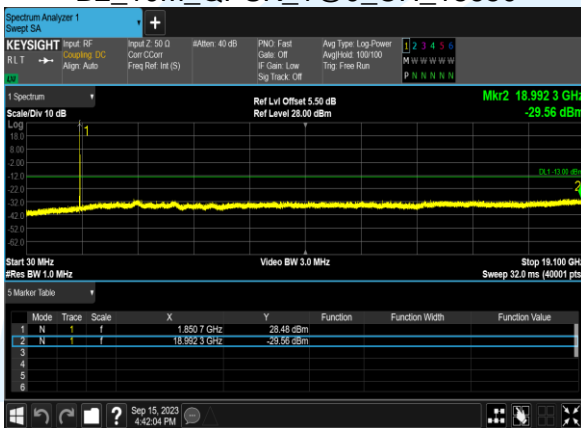 Spectrum Analyzer 1
Swept SA
+
KEYSIGHT Input: RF Input Z: 50 Ω #Atten: 40 dB PNO: Fast Avg Type: Log-Power 1 2 3 4 5 6
RLT Coupling: DC Corr CCorr Gate: Off Avg|Hold: 100/100 M W W W W W
Align: Auto Freq Ref: Int (S) IF Gain: Low Trig: Free Run
Sig Track: Off P N N N N N
1 Spectrum Ref Lvl Offset 5.50 dB Mkr2 18.992 3 GHz
Scale/Div 10 dB Ref Level 28.00 dBm -29.56 dBm
Log
18.0
8.00
-2.00
-12.0
-22.0
-32.0
-42.0
-52.0
-62.0
1
DL1 -13.00 dBm
2
Start 30 MHz Video BW 3.0 MHz Stop 19.100 GHz
#Res BW 1.0 MHz Sweep 32.0 ms (40001 pts)
5 Marker Table
Mode Trace Scale X Y Function Function Width Function Value
1 N 1 f 1.850 7 GHz 28.48 dBm
2 N 1 f 18.992 3 GHz -29.56 dBm
3
4
5
6
? Sep 15, 2023
4:42:04 PM